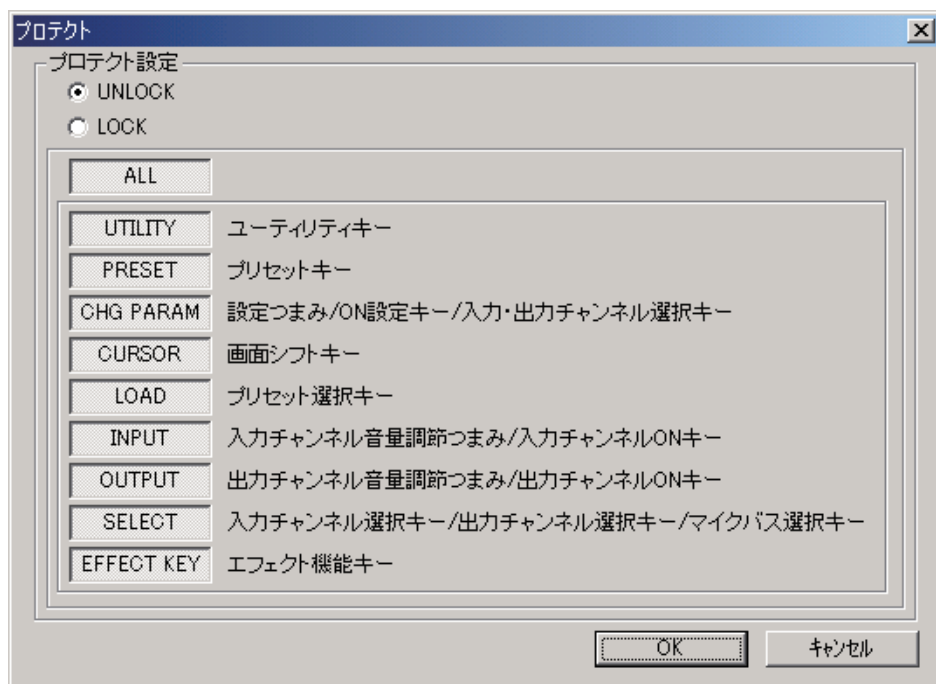 プロテクト
プロテクト設定
UNLOCK
LOCK
ALL
UTILITY ユーティリティキー
PRESET プリセットキー
CHG PARAM 設定つまみ/ON設定キー/入力・出力チャンネル選択キー
CURSOR 画面シフトキー
LOAD プリセット選択キー
INPUT 入力チャンネル音量調節つまみ/入力チャンネルONキー
OUTPUT 出力チャンネル音量調節つまみ/出力チャンネルONキー
SELECT 入力チャンネル選択キー/出力チャンネル選択キー/マイクバス選択キー
EFFECT KEY エフェクト機能キー
OK キャンセル